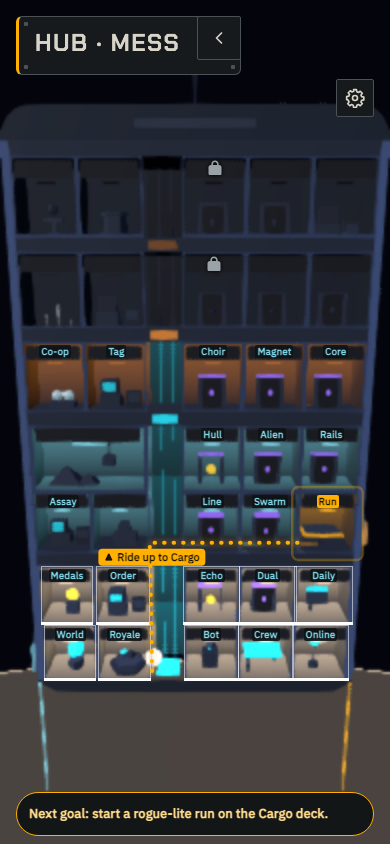 HUB · MESS
Co-op Tag Choir Magnet Core
Hull Alien Rails
Assay Line Swarm Run
Ride up to Cargo
Medals Order Echo Dual Daily
World Royale Bot Crew Online
Next goal: start a rogue-lite run on the Cargo deck.